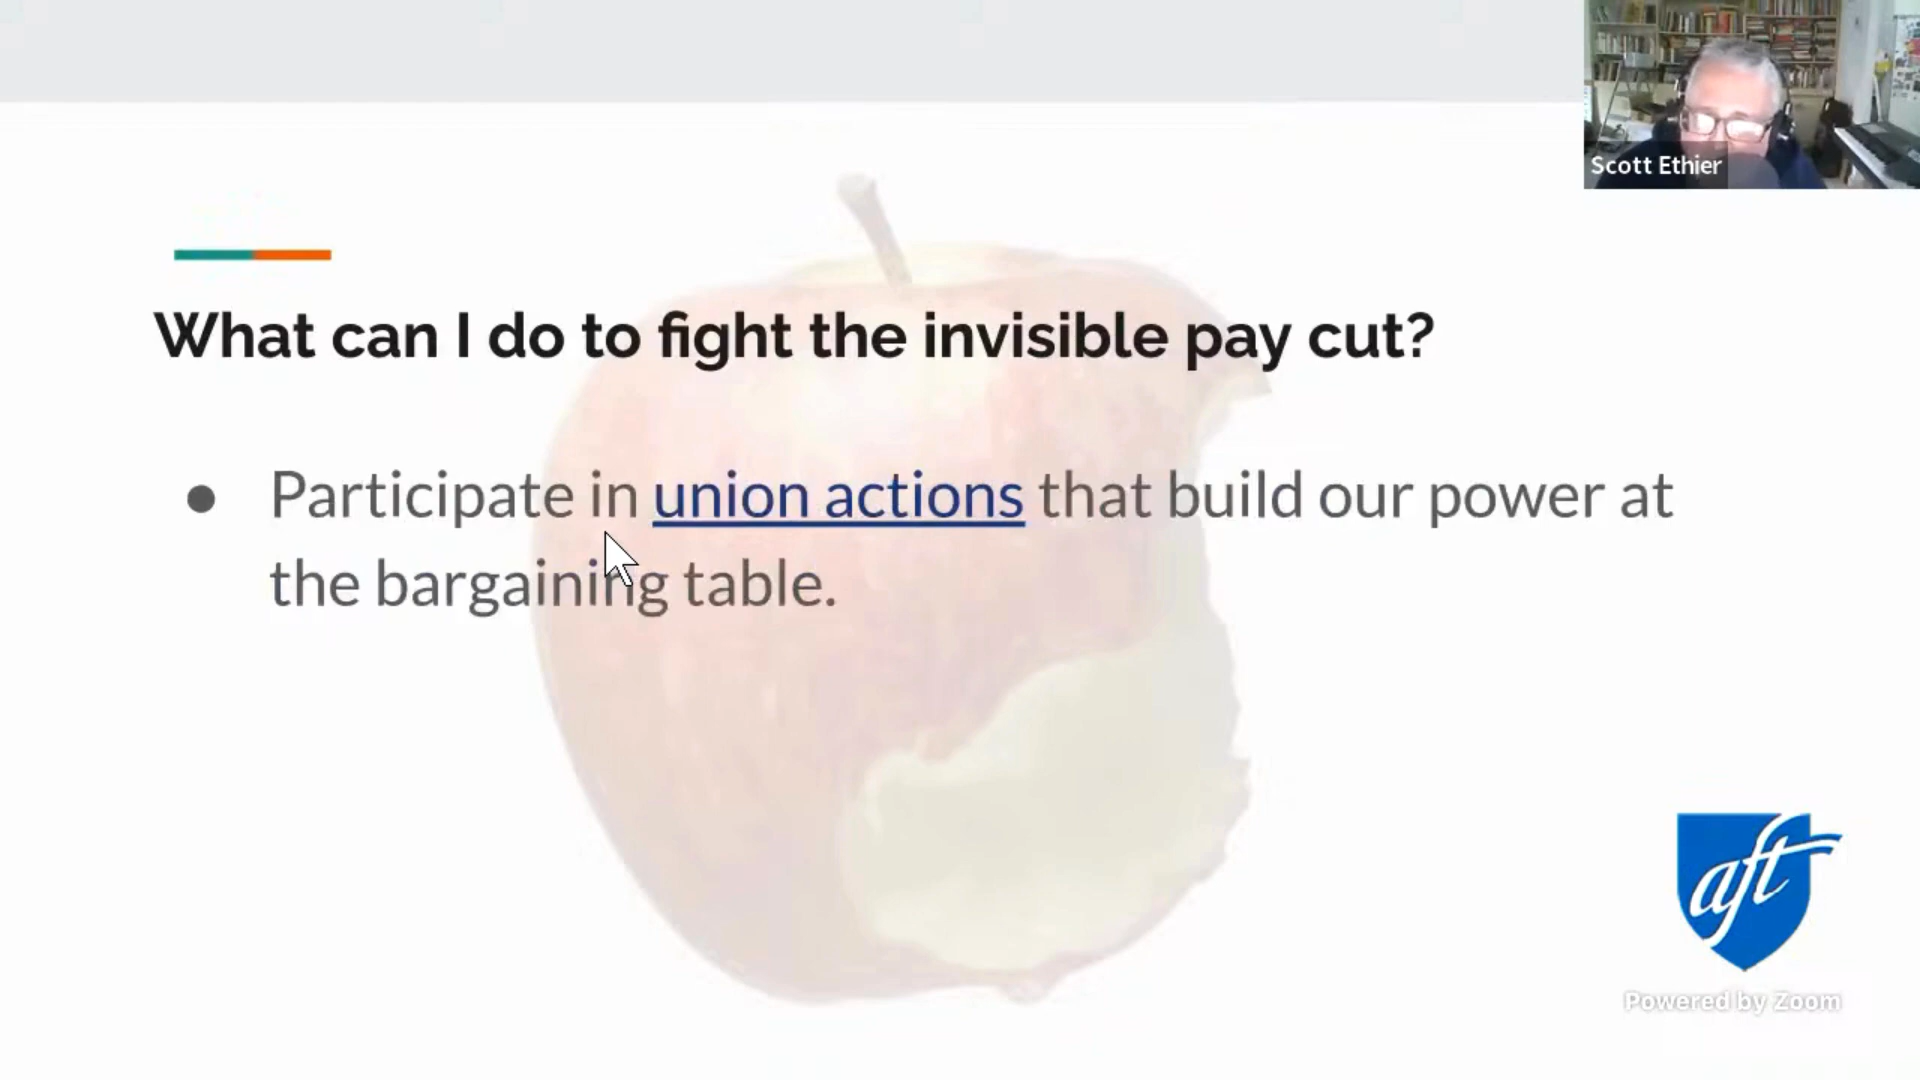 Scott Ethier
What can I do to fight the invisible pay cut?
● Participate in union actions that build our power at
the bargaining table.
aft
Powered by Zoom